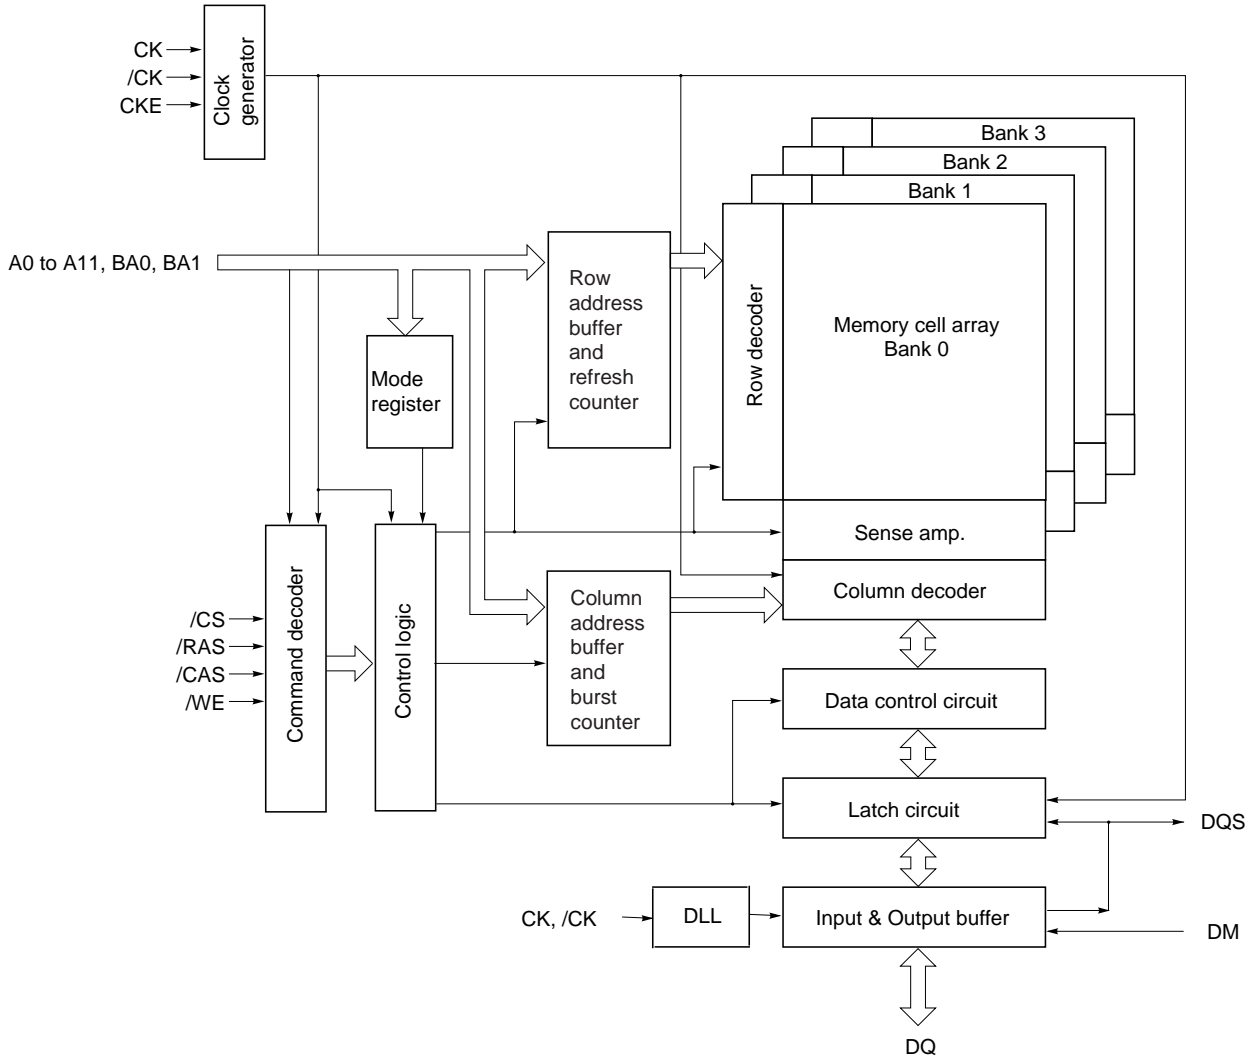 CK
/CK
CKE
Clock
generator
Bank 3
Bank 2
Bank 1
A0 to A11, BA0, BA1
Row
address
buffer
and
refresh
counter
Row decoder
Memory cell array
Bank 0
Mode
register
Sense amp.
Column decoder
/CS
/RAS
/CAS
/WE
Command decoder
Control logic
Column
address
buffer
and
burst
counter
Data control circuit
Latch circuit
DQS
CK, /CK
DLL
Input & Output buffer
DM
DQ